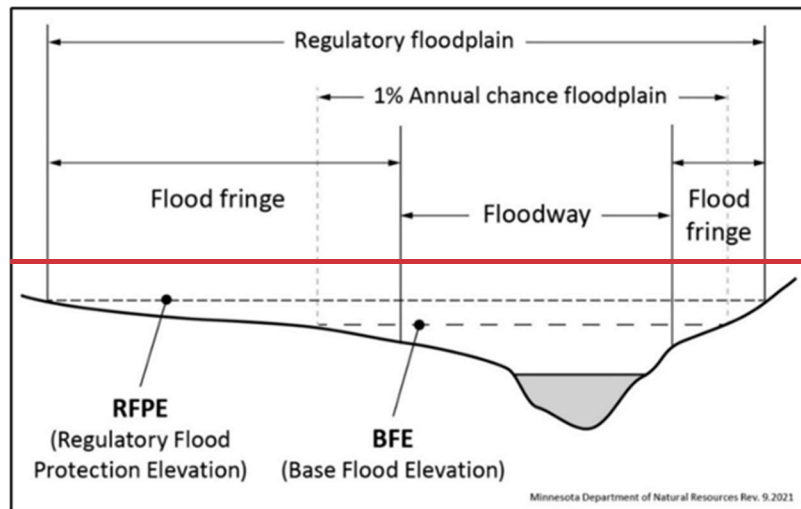 Regulatory floodplain
1% Annual chance floodplain
Flood fringe
Floodway
Flood
fringe
RFPE
(Regulatory Flood
Protection Elevation)
BFE
(Base Flood Elevation)
Minnesota Department of Natural Resources Rev. 9.2021